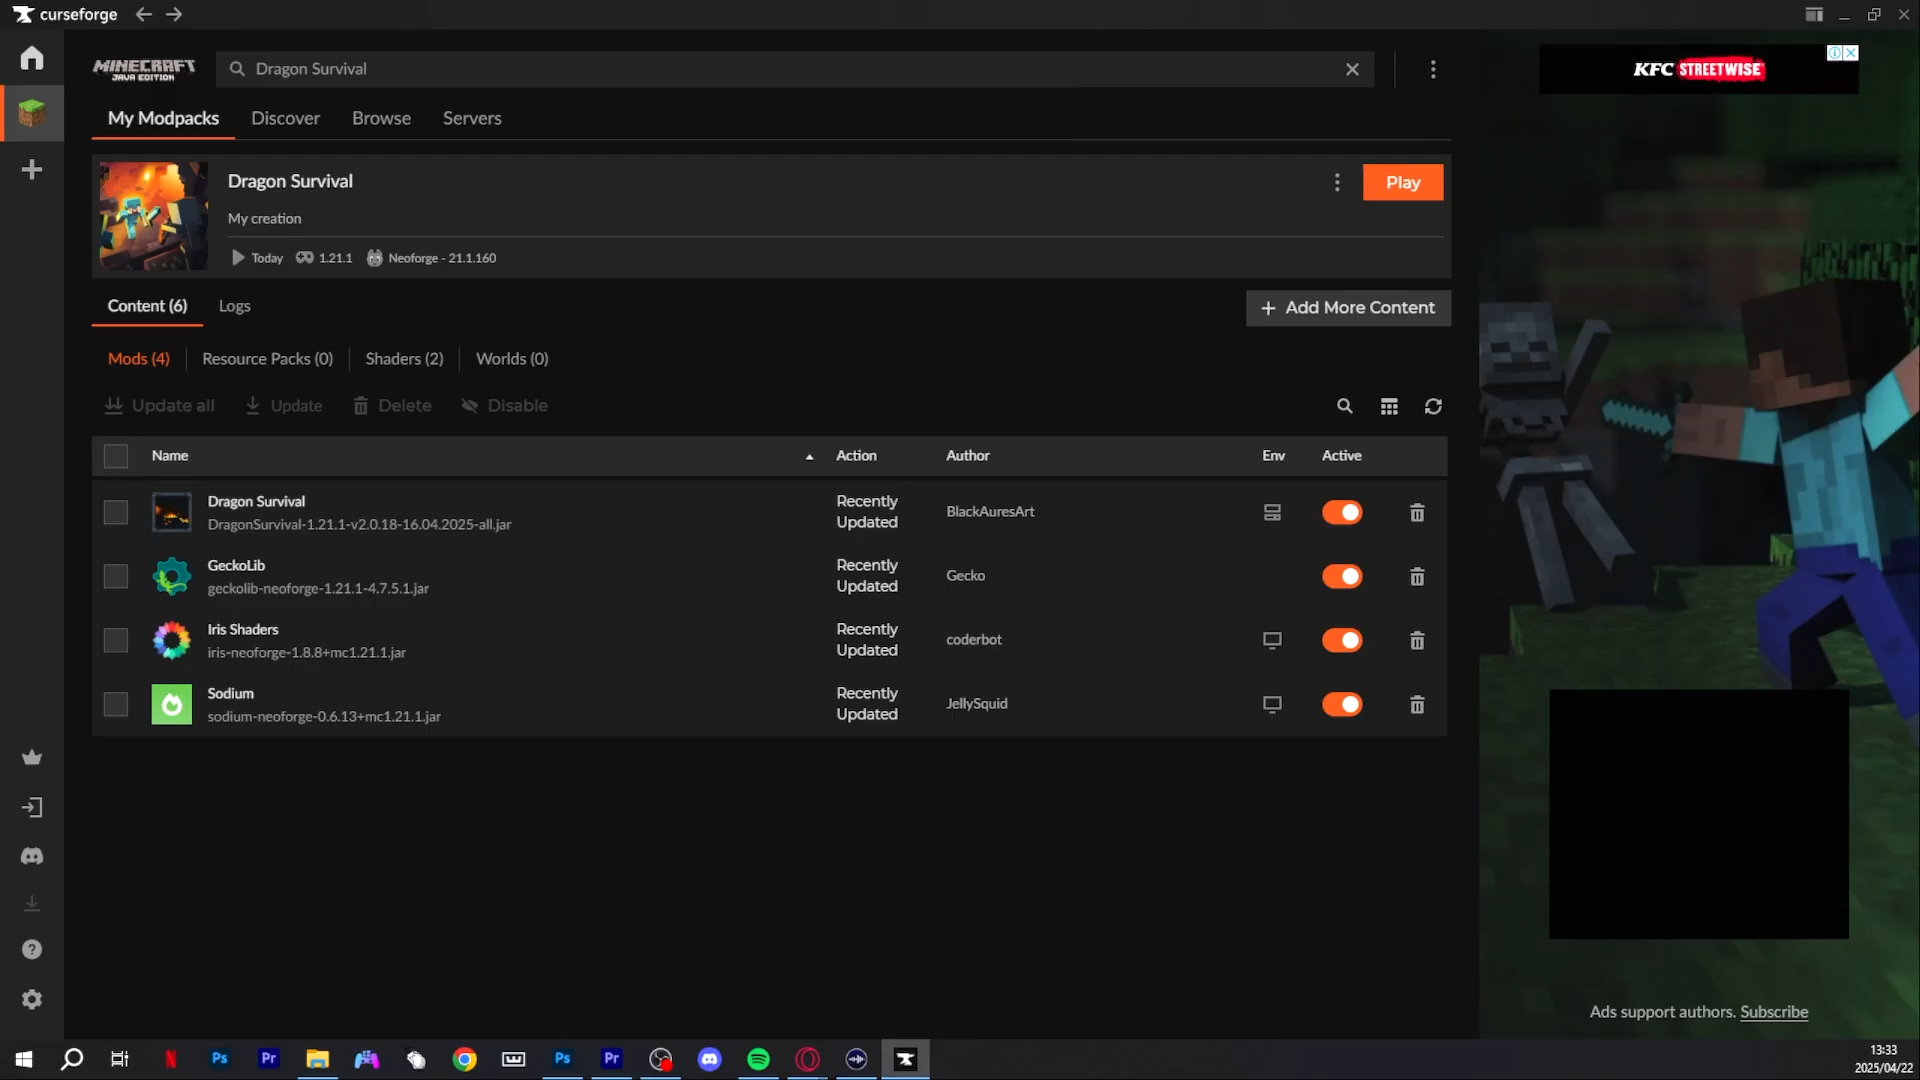 curseforge
MINECRAFT
JAVA EDITION
Dragon Survival
KFC STREETWISE
My Modpacks
Discover
Browse
Servers
Dragon Survival
Play
My creation
Today
1.21.1
Neoforge - 21.1.160
Content (6)
Logs
+ Add More Content
Mods (4)
Resource Packs (0)
Shaders (2)
Worlds (0)
Update all
Update
Delete
Disable
Name
Action
Author
Env
Active
Dragon Survival
DragonSurvival-1.21.1-v2.0.18-16.04.2025-all.jar
Recently
Updated
BlackAuresArt
GeckoLib
geckolib-neoforge-1.21.1-4.7.5.1.jar
Recently
Updated
Gecko
Iris Shaders
iris-neoforge-1.8.8+mc1.21.1.jar
Recently
Updated
coderbot
Sodium
sodium-neoforge-0.6.13+mc1.21.1.jar
Recently
Updated
JellySquid
Ads support authors. Subscribe
N
Ps
Pr
Ps
Pr
13:33
2025/04/22